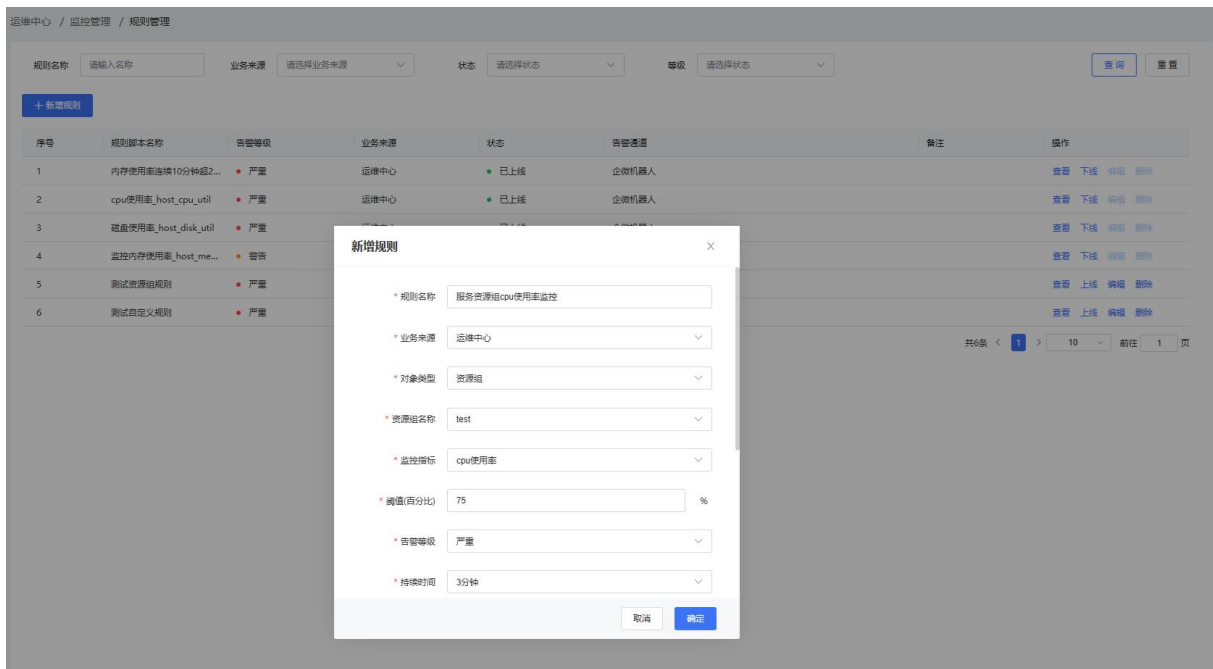 运维中心 / 监控管理 / 规则管理
规则名称 请输入名称 业务来源 请选择业务来源 状态 请选择状态 等级 请选择状态 查询 重置
+ 新增规则
序号 规则脚本名称 告警等级 业务来源 状态 告警通道 备注 操作
1 内存使用率连续10分钟超2... 严重 运维中心 已上线 企微机器人 查看 下线 编辑 删除
2 cpu使用率_host_cpu_util 严重 运维中心 已上线 企微机器人 查看 下线 编辑 删除
3 磁盘使用率_host_disk_util 严重 查看 下线 编辑 删除
4 监控内存使用率_host_me... 警告 查看 下线 编辑 删除
5 测试资源组规则 严重 查看 上线 编辑 删除
6 测试自定义规则 严重 查看 上线 编辑 删除
共6条 < 1 > 10 前往 1 页
新增规则
* 规则名称 服务资源组cpu使用率监控
* 业务来源 运维中心
* 对象类型 资源组
* 资源组名称 test
* 监控指标 cpu使用率
* 阈值(百分比) 75 %
* 告警等级 严重
* 持续时间 3分钟
取消 确定